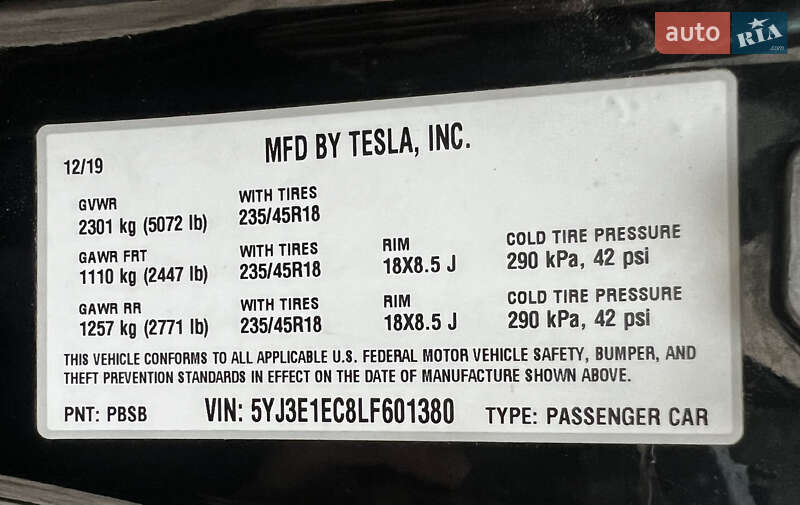 auto RIA
.com
MFD BY TESLA, INC.
12/19
GVWR WITH TIRES
2301 kg (5072 lb) 235/45R18
GAWR FRT WITH TIRES RIM COLD TIRE PRESSURE
1110 kg (2447 lb) 235/45R18 18X8.5 J 290 kPa, 42 psi
GAWR RR WITH TIRES RIM COLD TIRE PRESSURE
1257 kg (2771 lb) 235/45R18 18X8.5 J 290 kPa, 42 psi
THIS VEHICLE CONFORMS TO ALL APPLICABLE U.S. FEDERAL MOTOR VEHICLE SAFETY, BUMPER, AND
THEFT PREVENTION STANDARDS IN EFFECT ON THE DATE OF MANUFACTURE SHOWN ABOVE.
PNT: PBSB VIN: 5YJ3E1EC8LF601380 TYPE: PASSENGER CAR